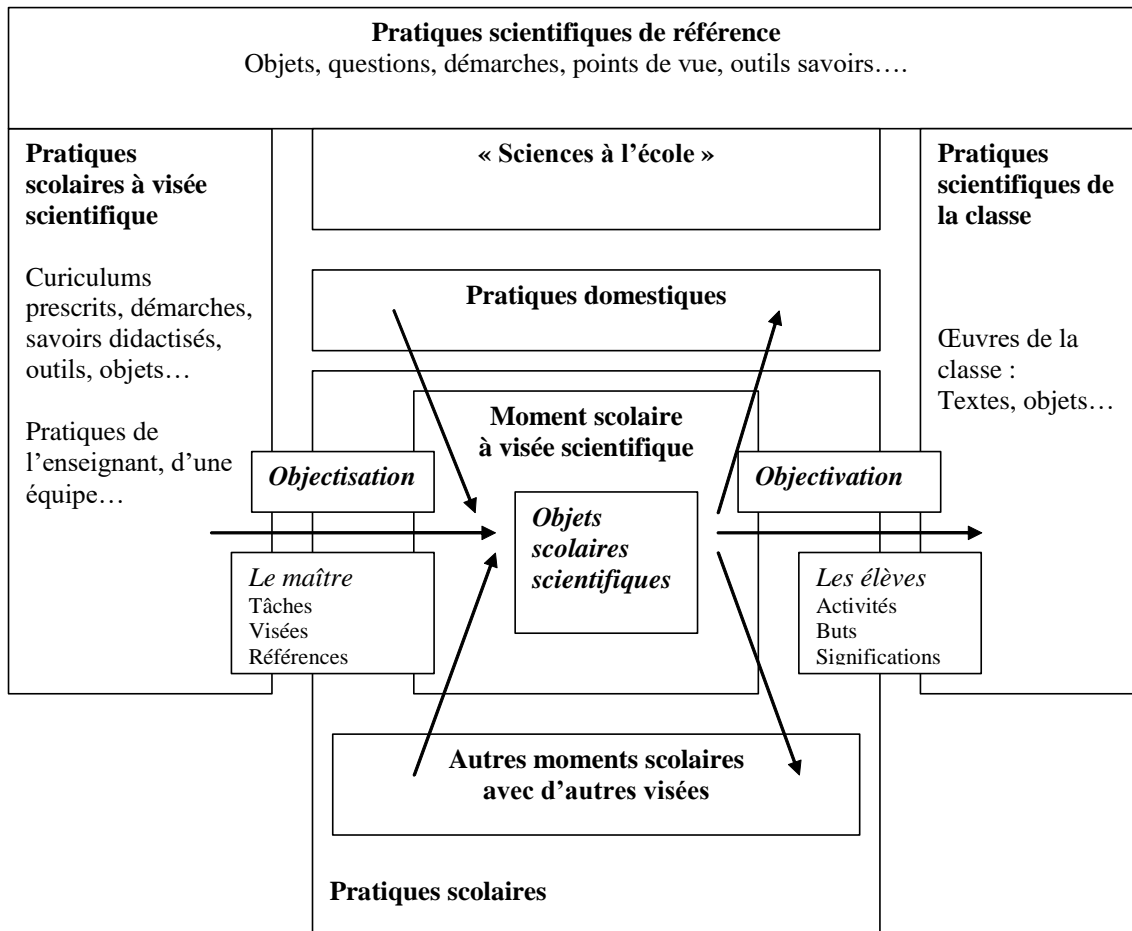 Pratiques scientifiques de référence
Objets, questions, démarches, points de vue, outils savoirs….
Pratiques
scolaires à visée
scientifique
Curiculums
prescrits, démarches,
savoirs didactisés,
outils, objets…
Pratiques de
l’enseignant, d’une
équipe…
« Sciences à l’école »
Pratiques domestiques
Moment scolaire
à visée scientifique
Objectisation
Le maître
Tâches
Visées
Références
Objets
scolaires
scientifiques
Objectivation
Les élèves
Activités
Buts
Significations
Pratiques
scientifiques de
la classe
Œuvres de la
classe :
Textes, objets…
Autres moments scolaires
avec d’autres visées
Pratiques scolaires